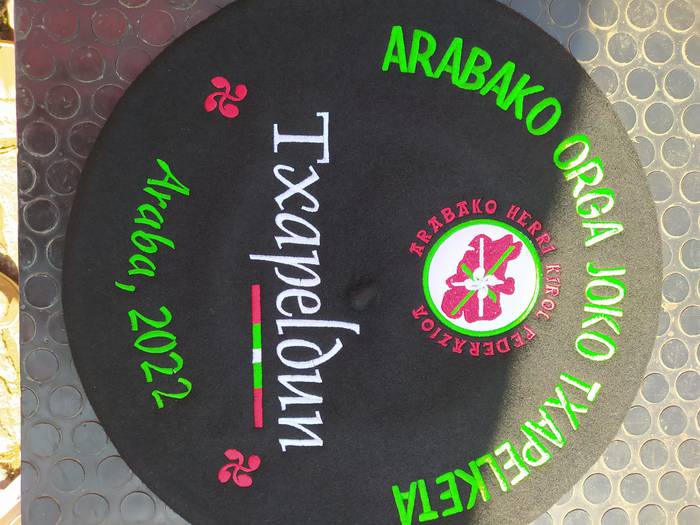 ARABAKO ORGA JOKO TXAPELKETA
ARABAKO HERRI KIROL FEDERAZIOA
Txapeldun
Araba, 2022